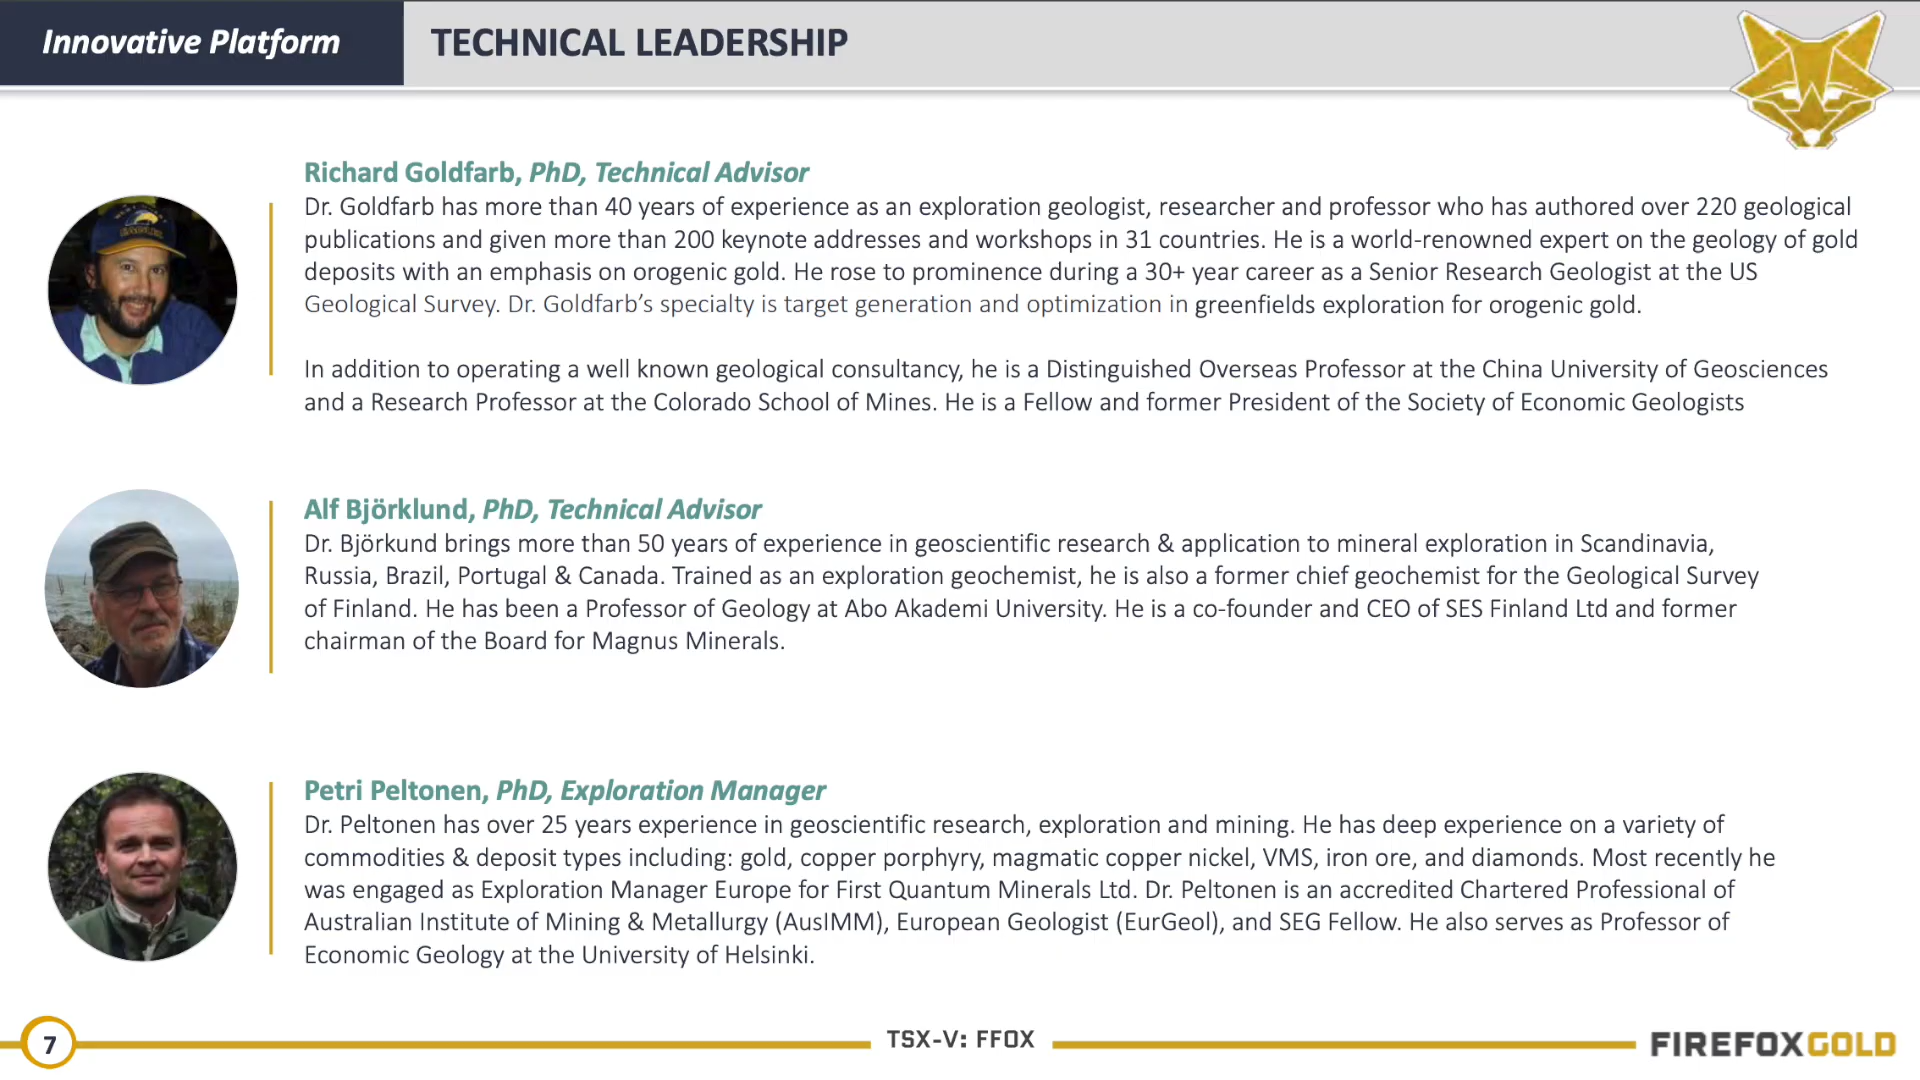 Innovative Platform
TECHNICAL LEADERSHIP
Richard Goldfarb, PhD, Technical Advisor
Dr. Goldfarb has more than 40 years of experience as an exploration geologist, researcher and professor who has authored over 220 geological
publications and given more than 200 keynote addresses and workshops in 31 countries. He is a world-renowned expert on the geology of gold
deposits with an emphasis on orogenic gold. He rose to prominence during a 30+ year career as a Senior Research Geologist at the US
Geological Survey. Dr. Goldfarb’s specialty is target generation and optimization in greenfields exploration for orogenic gold.
In addition to operating a well known geological consultancy, he is a Distinguished Overseas Professor at the China University of Geosciences
and a Research Professor at the Colorado School of Mines. He is a Fellow and former President of the Society of Economic Geologists
Alf Björklund, PhD, Technical Advisor
Dr. Björkund brings more than 50 years of experience in geoscientific research & application to mineral exploration in Scandinavia,
Russia, Brazil, Portugal & Canada. Trained as an exploration geochemist, he is also a former chief geochemist for the Geological Survey
of Finland. He has been a Professor of Geology at Abo Akademi University. He is a co-founder and CEO of SES Finland Ltd and former
chairman of the Board for Magnus Minerals.
Petri Peltonen, PhD, Exploration Manager
Dr. Peltonen has over 25 years experience in geoscientific research, exploration and mining. He has deep experience on a variety of
commodities & deposit types including: gold, copper porphyry, magmatic copper nickel, VMS, iron ore, and diamonds. Most recently he
was engaged as Exploration Manager Europe for First Quantum Minerals Ltd. Dr. Peltonen is an accredited Chartered Professional of
Australian Institute of Mining & Metallurgy (AusIMM), European Geologist (EurGeol), and SEG Fellow. He also serves as Professor of
Economic Geology at the University of Helsinki.
7
TSX-V: FFOX
FIREFOXGOLD